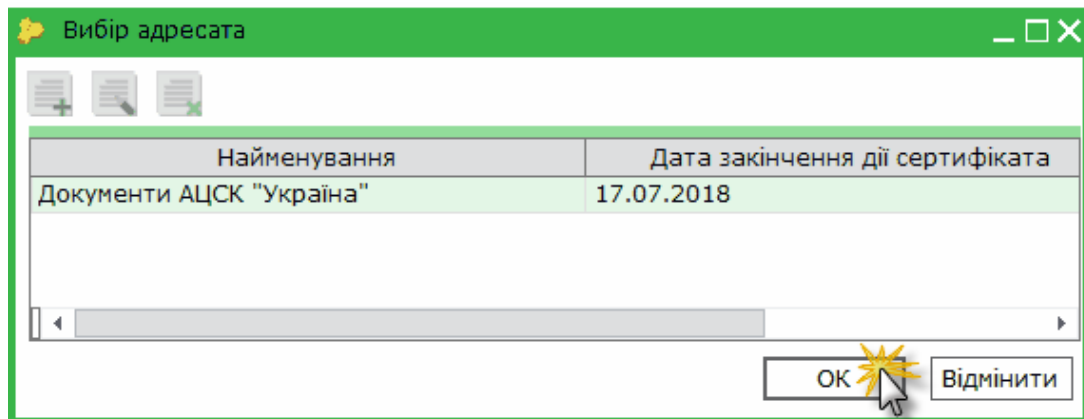 Вибір адресата
Найменування Дата закінчення дії сертифіката
Документи АЦСК "Україна" 17.07.2018
ОК Відмінити